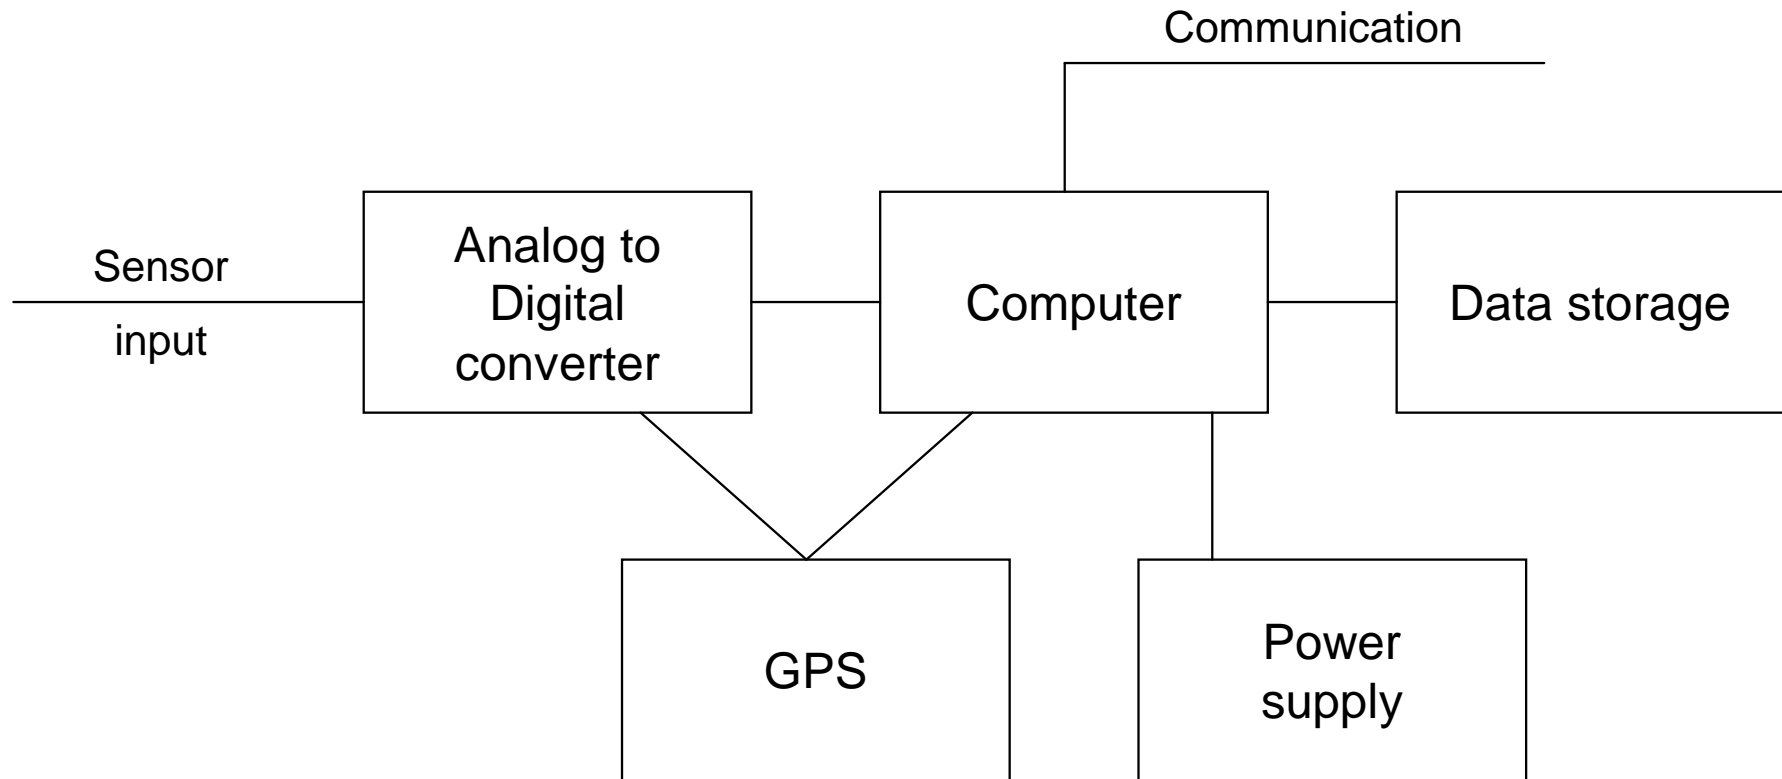 Communication
Sensor
input
Analog to
Digital
converter
Computer
Data storage
GPS
Power
supply